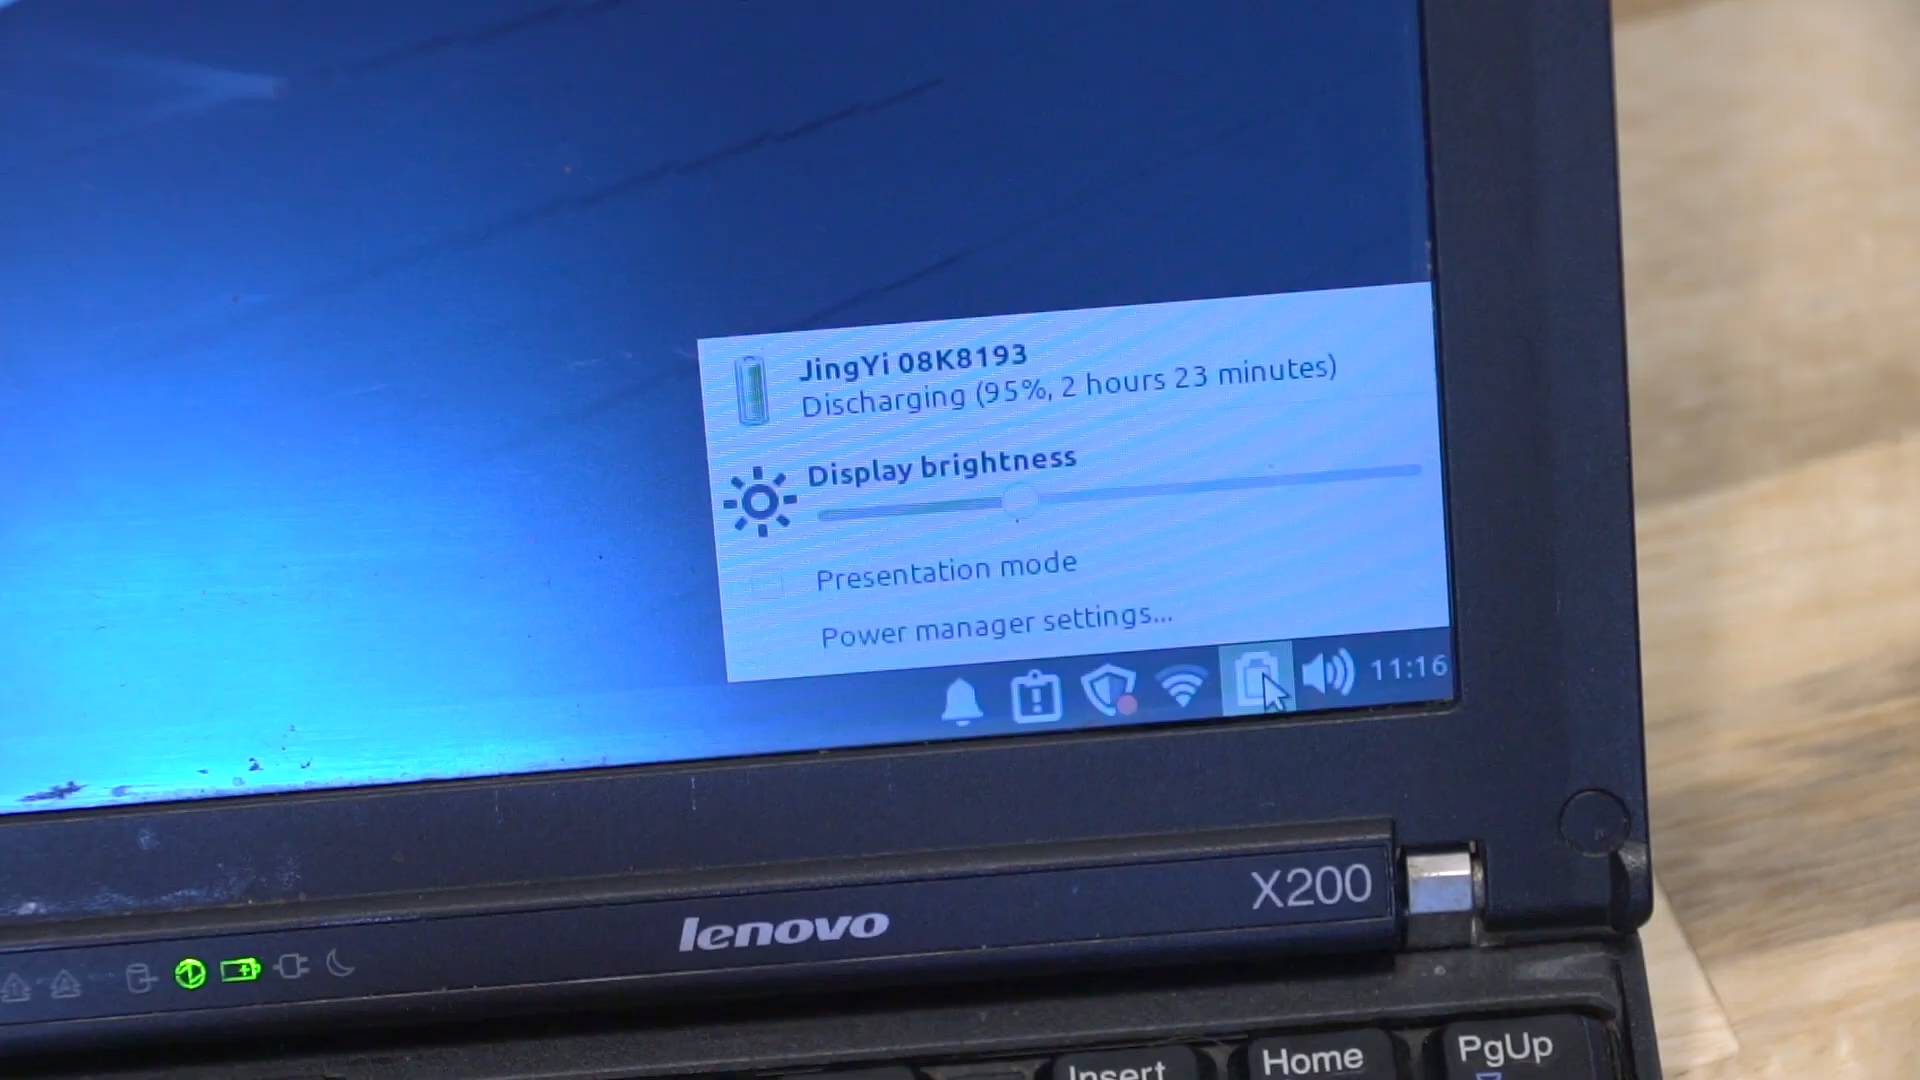 JingYi 08K8193
Discharging (95%, 2 hours 23 minutes)
Display brightness
Presentation mode
Power manager settings...
11:16
X200
lenovo
Insert
Home
PgUp